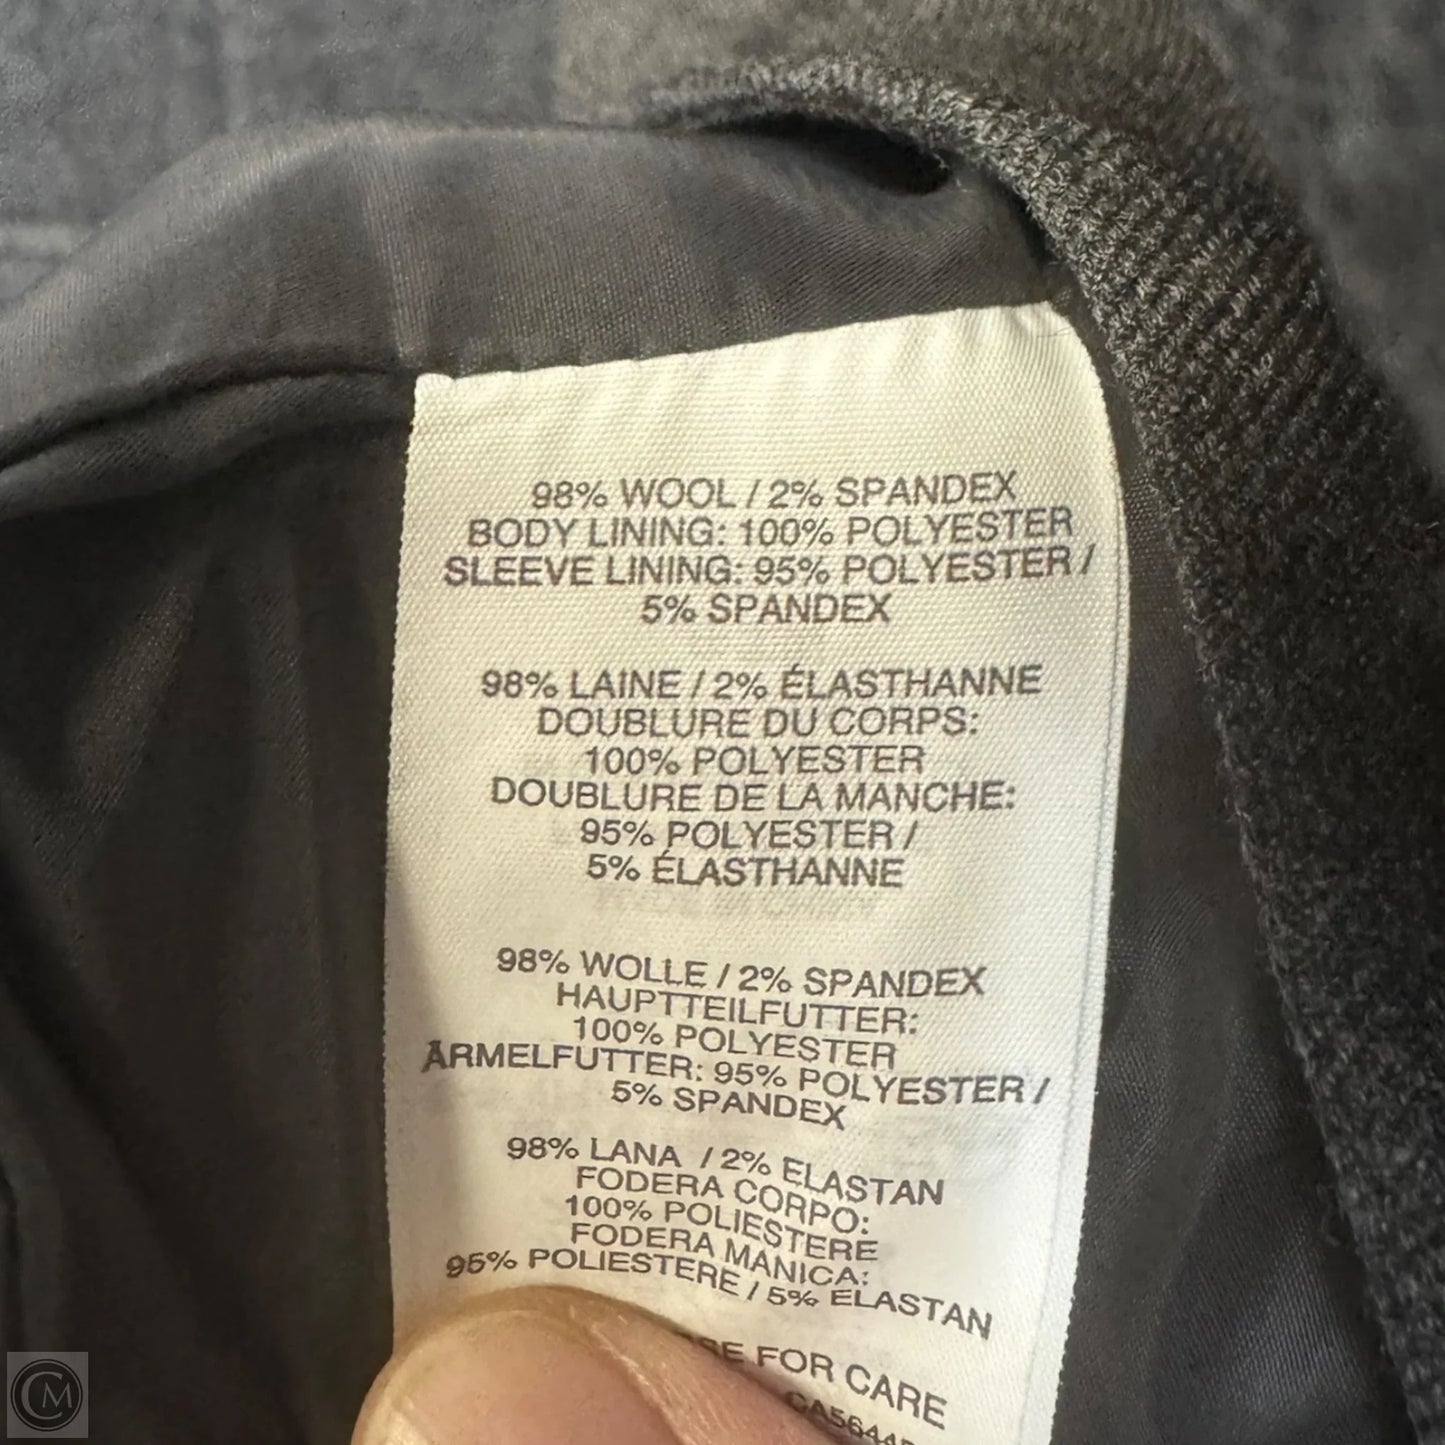 98% WOOL / 2% SPANDEX
BODY LINING: 100% POLYESTER
SLEEVE LINING: 95% POLYESTER /
5% SPANDEX
98% LAINE / 2% ÉLASTHANNE
DOUBLURE DU CORPS:
100% POLYESTER
DOUBLURE DE LA MANCHE:
95% POLYESTER /
5% ÉLASTHANNE
98% WOLLE / 2% SPANDEX
HAUPTTEILFUTTER:
100% POLYESTER
ÄRMELFUTTER: 95% POLYESTER /
5% SPANDEX
98% LANA / 2% ELASTAN
FODERA CORPO:
100% POLIESTERE
FODERA MANICA:
95% POLIESTERE / 5% ELASTAN
FOR CARE
CM